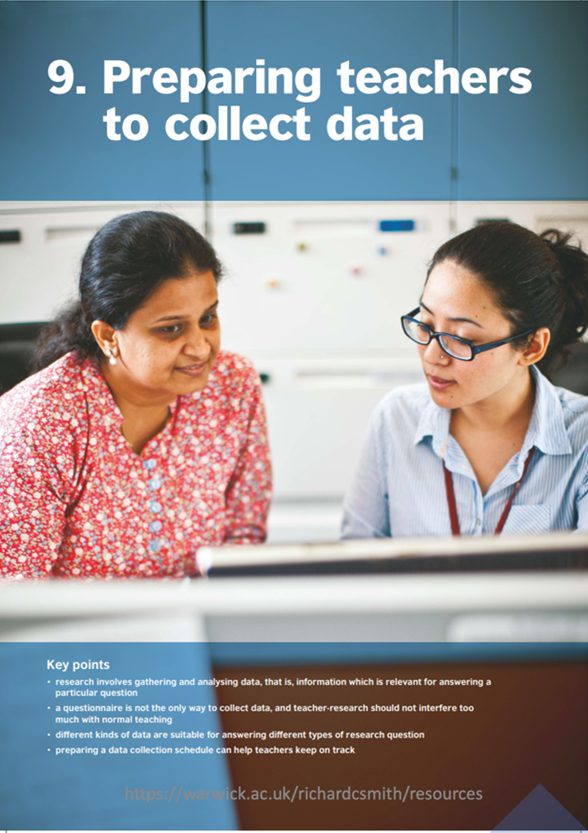 9. Preparing teachers
to collect data
Key points
• research involves gathering and analysing data, that is, information which is relevant for answering a
particular question
• a questionnaire is not the only way to collect data, and teacher-research should not interfere too
much with normal teaching
• different kinds of data are suitable for answering different types of research question
• preparing a data collection schedule can help teachers keep on track
https://warwick.ac.uk/richardcsmith/resources